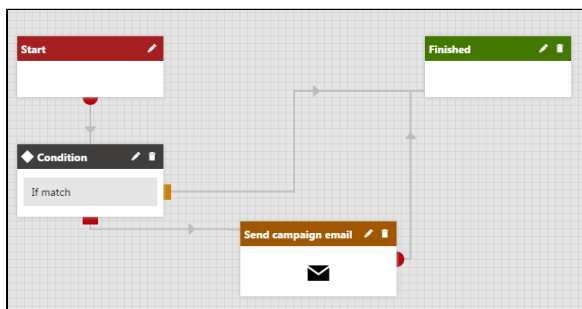 Start
Finished
Condition
If match
Send campaign email